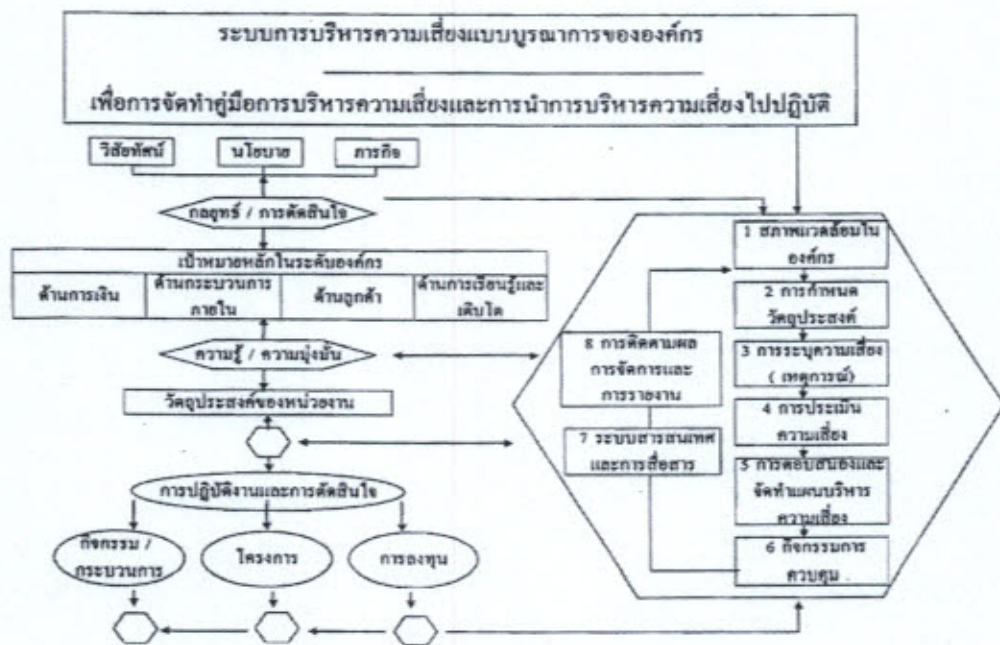 ระบบการบริหารความเสี่ยงแบบบูรณาการขององค์กร
เพื่อการจัดทำคู่มือการบริหารความเสี่ยงและการนำการบริหารความเสี่ยงไปปฏิบัติ
วิสัยทัศน์
นโยบาย
ภารกิจ
กลยุทธ์ / การตัดสินใจ
เป้าหมายหลักในระดับองค์กร
ด้านการเงิน
ด้านกระบวนการ
ภายใน
ด้านลูกค้า
ด้านการเรียนรู้และ
เติบโต
ความรู้ / ความมุ่งมั่น
วัตถุประสงค์ของหน่วยงาน
การปฏิบัติงานและการตัดสินใจ
กิจกรรม /
กระบวนการ
โครงการ
การลงทุน
1 สภาพแวดล้อมใน
องค์กร
2 การกำหนด
วัตถุประสงค์
3 การระบุความเสี่ยง
( เหตุการณ์)
4 การประเมิน
ความเสี่ยง
5 การตอบสนองและ
จัดทำแผนบริหาร
ความเสี่ยง
6 กิจกรรมการ
ควบคุม
7 ระบบสารสนเทศ
และการสื่อสาร
8 การติดตามผล
การจัดการและ
การรายงาน